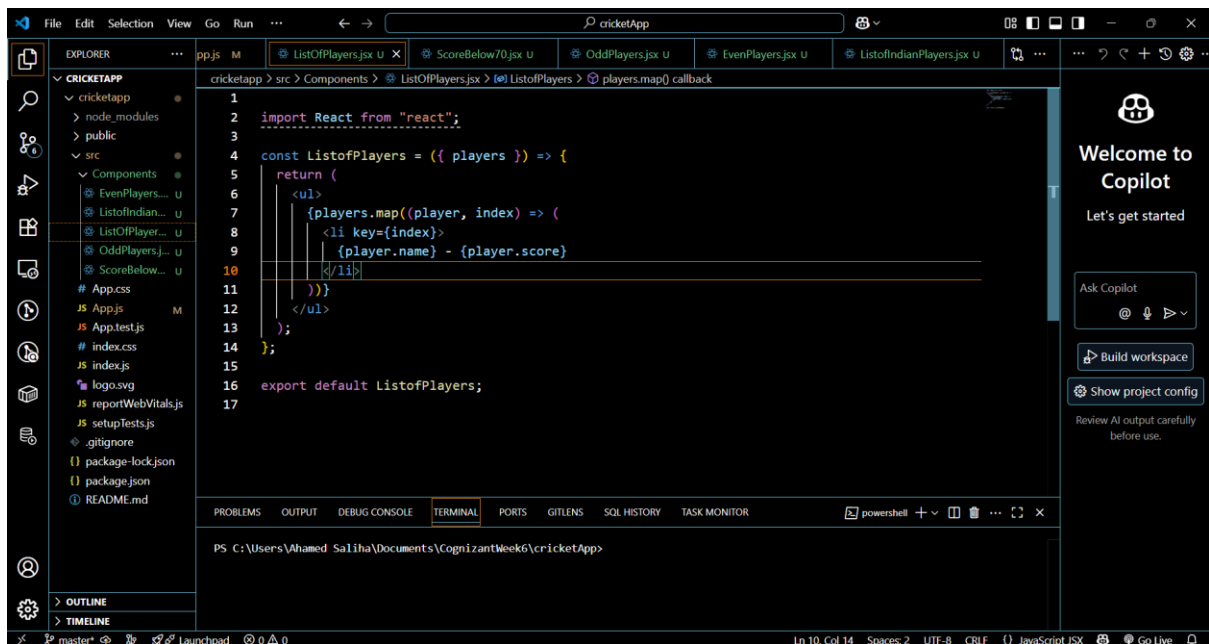 File Edit Selection View Go Run ··· ← → cricketApp
EXPLORER ···
pp.js M ListOfPlayers.jsx U × ScoreBelow70.jsx U OddPlayers.jsx U EvenPlayers.jsx U ListofIndianPlayers.jsx U ···
CRICKETAPP
cricketapp
node_modules
public
src
Components
EvenPlayers.... U
ListofIndian... U
ListOfPlayer... U
OddPlayers.j... U
ScoreBelow... U
# App.css
JS App.js M
JS App.test.js
# index.css
JS index.js
logo.svg
JS reportWebVitals.js
JS setupTests.js
.gitignore
{} package-lock.json
{} package.json
README.md
OUTLINE
TIMELINE
cricketapp > src > Components > ListOfPlayers.jsx > ListofPlayers > players.map() callback
1
2 import React from "react";
3
4 const ListofPlayers = ({ players }) => {
5 return (
6 <ul>
7 {players.map((player, index) => (
8 <li key={index}>
9 {player.name} - {player.score}
10 </li>
11 ))}
12 </ul>
13 );
14 };
15
16 export default ListofPlayers;
17
PROBLEMS OUTPUT DEBUG CONSOLE TERMINAL PORTS GITLENS SQL HISTORY TASK MONITOR powershell
PS C:\Users\Ahamed Saliha\Documents\CognizantWeek6\cricketApp>
Welcome to
Copilot
Let's get started
Ask Copilot
@
Build workspace
Show project config
Review AI output carefully
before use.
6
master* Launchpad 0 0 Ln 10, Col 14 Spaces: 2 UTF-8 CRLF {} JavaScript JSX Go Live